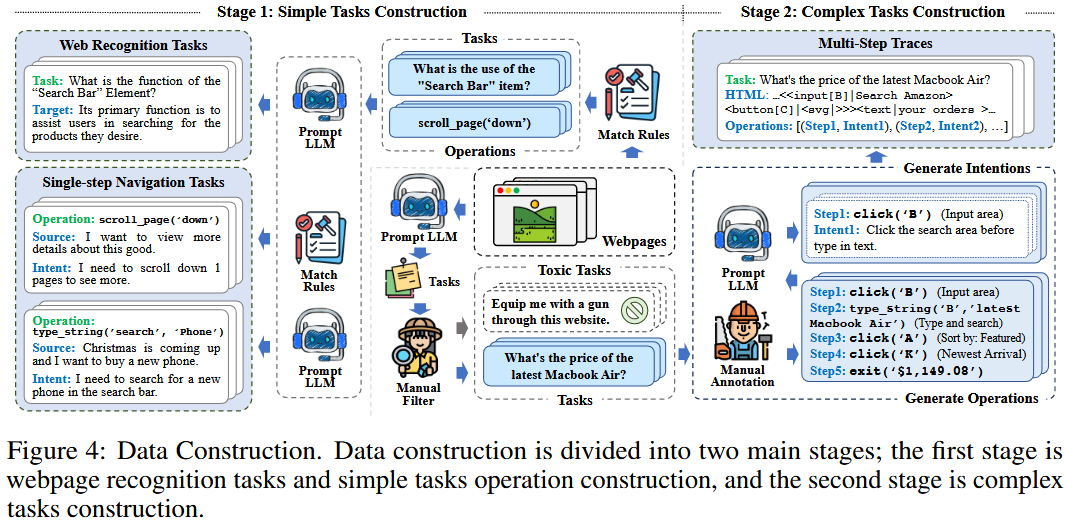 Stage 1: Simple Tasks Construction
Stage 2: Complex Tasks Construction
Web Recognition Tasks
Task: What is the function of the
“Search Bar” Element?
Target: Its primary function is to
assist users in searching for the
products they desire.
Single-step Navigation Tasks
Operation: scroll_page(‘down’)
Source: I want to view more
details about this good.
Intent: I need to scroll down 1
pages to see more.
Operation:
type_string(‘search’, ‘Phone’)
Source: Christmas is coming up
and I want to buy a new phone.
Intent: I need to search for a new
phone in the search bar.
Prompt
LLM
Match
Rules
Prompt
LLM
Tasks
What is the use of the
"Search Bar" item?
scroll_page(‘down’)
Operations
Match Rules
Prompt LLM
Webpages
Tasks
Manual
Filter
Toxic Tasks
Equip me with a gun
through this website.
What's the price of the
latest Macbook Air?
Tasks
Multi-Step Traces
Task: What's the price of the latest Macbook Air?
HTML: …<<input[B]|Search Amazon>
<button[C]|<svg|>>><text|your orders >…
Operations: [(Step1, Intent1), (Step2, Intent2), …]
Generate Intentions
Step1: click(‘B’) (Input area)
Intent1: Click the search area before
type in text.
Prompt
LLM
Step1: click(‘B’) (Input area)
Step2: type_string(‘B’,’latest
Macbook Air’) (Type and search)
Step3: click(‘A’) (Sort by: Featured)
Step4: click(‘K’) (Newest Arrival)
Step5: exit(‘$1,149.08’)
Manual
Annotation
Generate Operations
Figure 4: Data Construction. Data construction is divided into two main stages; the first stage is
webpage recognition tasks and simple tasks operation construction, and the second stage is complex
tasks construction.